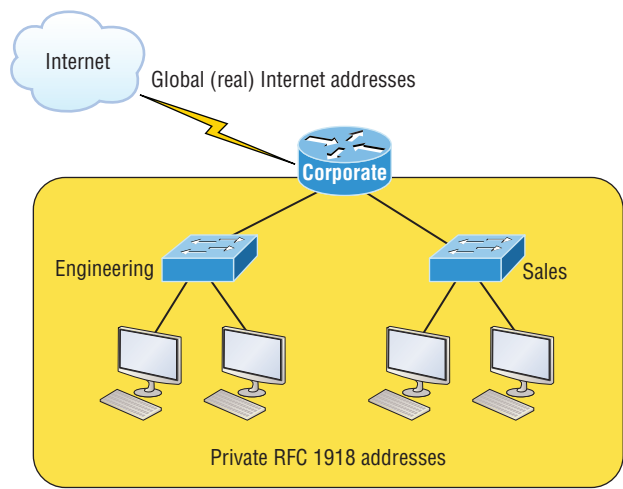 Internet
Global (real) Internet addresses
Corporate
Engineering
Sales
Private RFC 1918 addresses